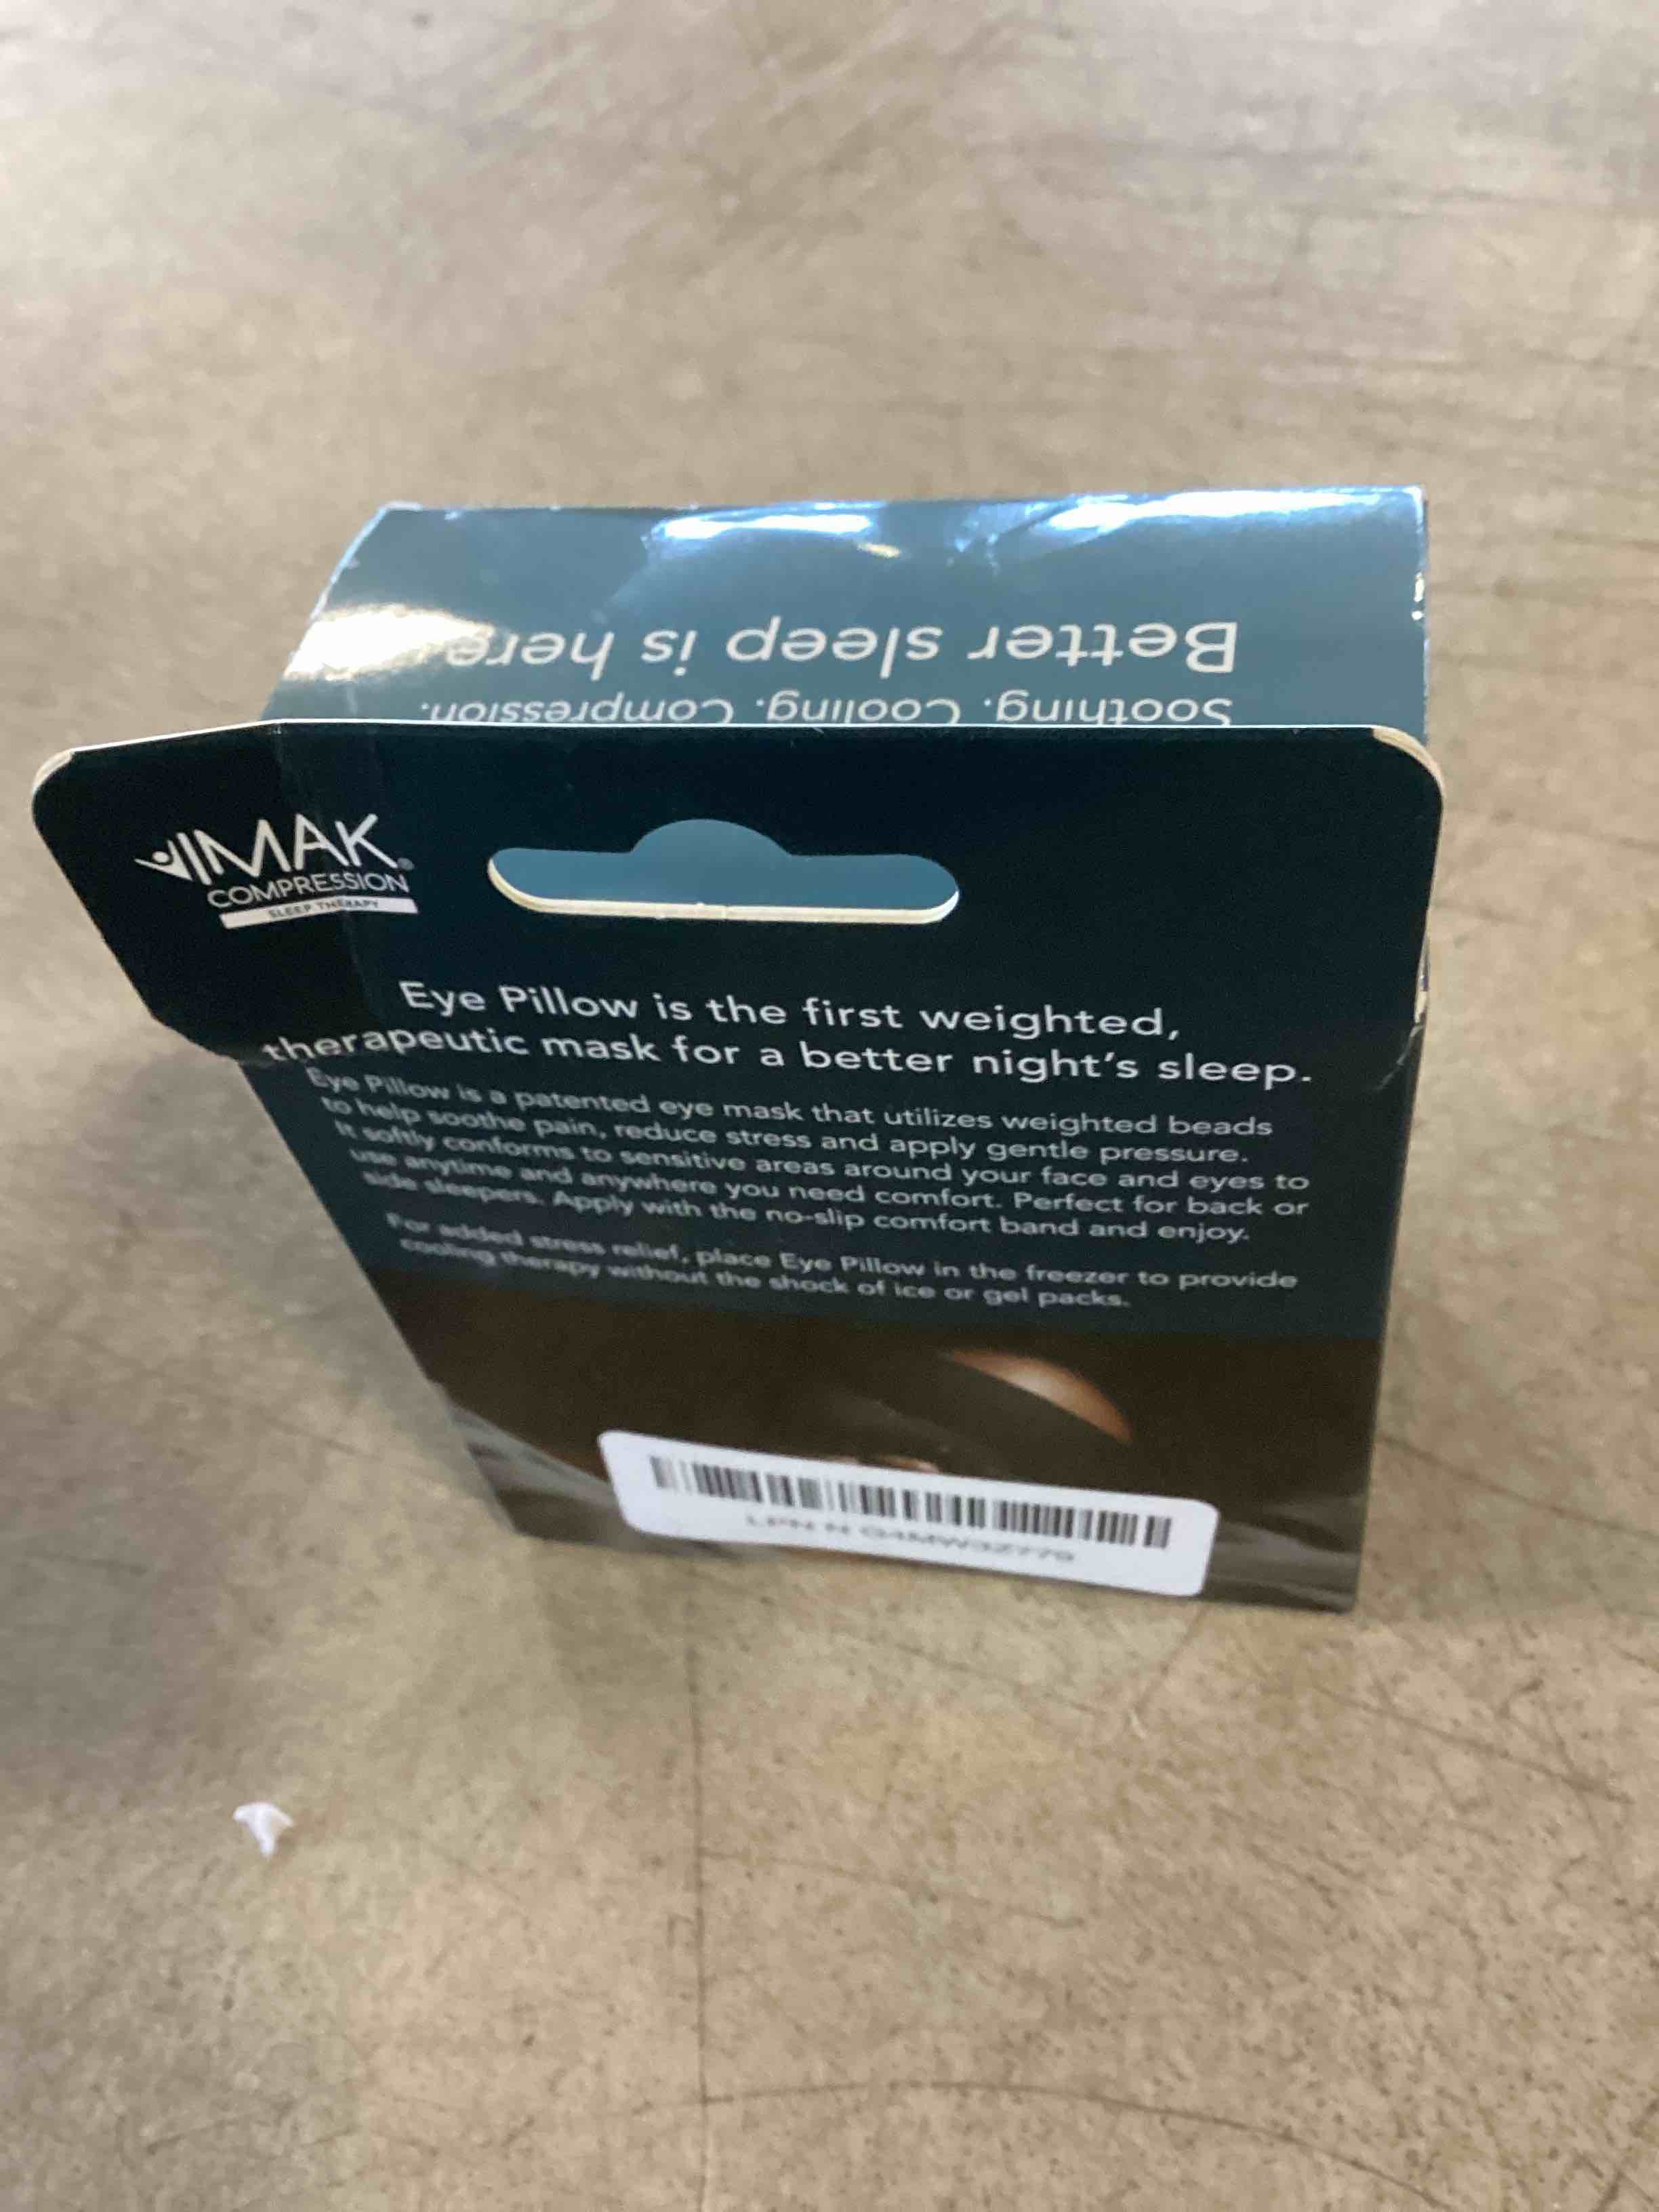 Better sleep is here
Soothing. Cooling. Compression.
IMAK®
COMPRESSION
SLEEP THERAPY
Eye Pillow is the first weighted,
therapeutic mask for a better night's sleep.
Eye Pillow is a patented eye mask that utilizes weighted beads
to help soothe pain, reduce stress and apply gentle pressure.
It softly conforms to sensitive areas around your face and eyes to
use anytime and anywhere you need comfort. Perfect for back or
side sleepers. Apply with the no-slip comfort band and enjoy.
For added stress relief, place Eye Pillow in the freezer to provide
cooling therapy without the shock of ice or gel packs.